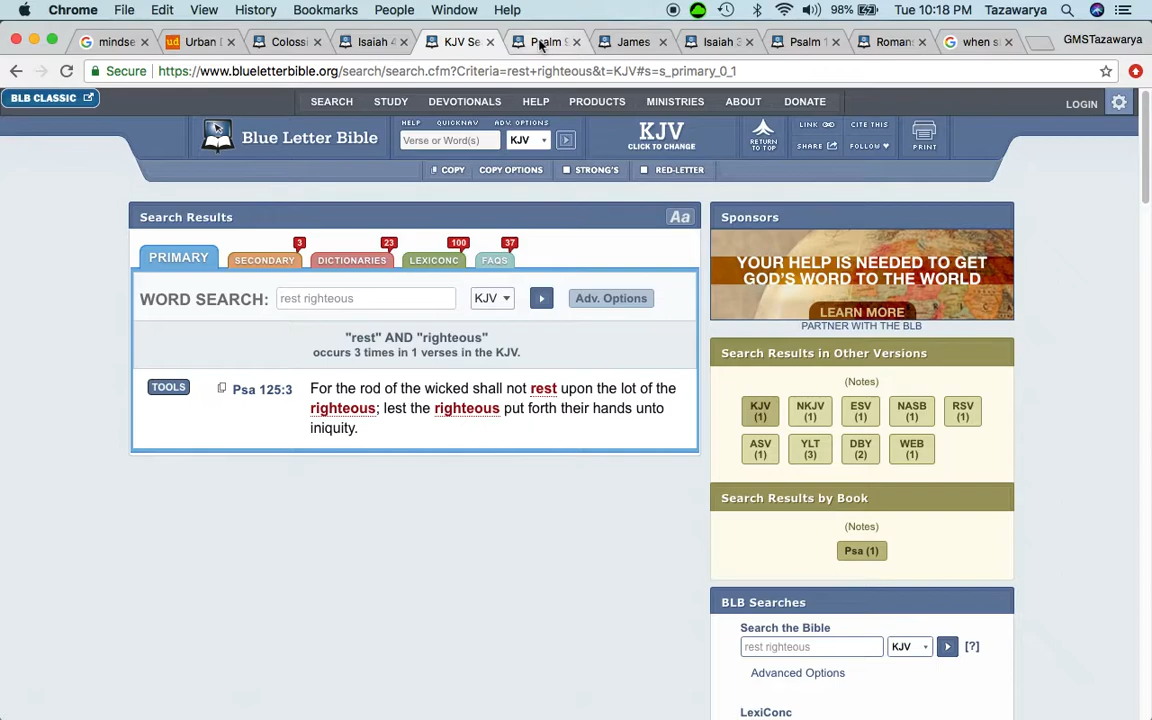 Chrome File Edit View History Bookmarks People Window Help 98% Tue 10:18 PM Tazawarya
mindse Urban D Colossi Isaiah 4 KJV Se Psalm 9 James Isaiah 3 Psalm 1 Romans when si GMSTazawarya
Secure https://www.blueletterbible.org/search/search.cfm?Criteria=rest+righteous&t=KJV#s=s_primary_0_1
BLB CLASSIC
SEARCH STUDY DEVOTIONALS HELP PRODUCTS MINISTRIES ABOUT DONATE LOGIN
HELP QUICKNAV ADV. OPTIONS
Blue Letter Bible
Verse or Word(s) KJV
KJV
CLICK TO CHANGE
RETURN TO TOP
LINK CITE THIS
SHARE FOLLOW PRINT
COPY COPY OPTIONS STRONG'S RED-LETTER
Search Results Aa
3 23 100 37
PRIMARY SECONDARY DICTIONARIES LEXICONC FAQS
WORD SEARCH: rest righteous KJV Adv. Options
"rest" AND "righteous"
occurs 3 times in 1 verses in the KJV.
TOOLS Psa 125:3 For the rod of the wicked shall not rest upon the lot of the
righteous; lest the righteous put forth their hands unto
iniquity.
Sponsors
YOUR HELP IS NEEDED TO GET
GOD'S WORD TO THE WORLD
LEARN MORE
PARTNER WITH THE BLB
Search Results in Other Versions
(Notes)
KJV (1) NKJV (1) ESV (1) NASB (1) RSV (1)
ASV (1) YLT (3) DBY (2) WEB (1)
Search Results by Book
(Notes)
Psa (1)
BLB Searches
Search the Bible
rest righteous KJV [?]
Advanced Options
LexiConc